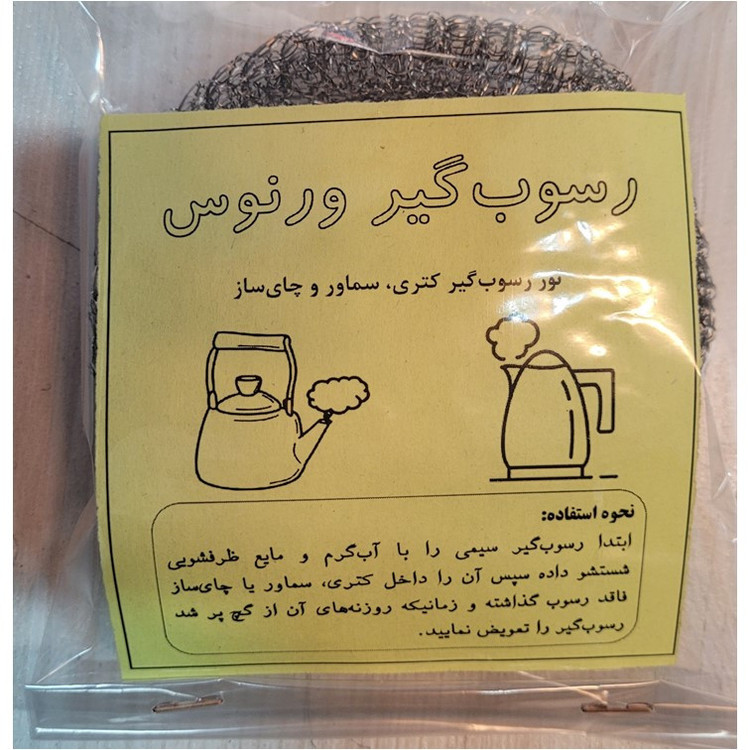 رسوب‌گیر ورنوس
تور رسوب‌گیر کتری، سماور و چای‌ساز
نحوه استفاده:
ابتدا رسوب‌گیر سیمی را با آب‌گرم و مایع ظرفشویی
شستشو داده سپس آن را داخل کتری، سماور یا چای‌ساز
فاقد رسوب گذاشته و زمانیکه روزنه‌های آن از گچ پر شد
رسوب‌گیر را تعویض نمایید.